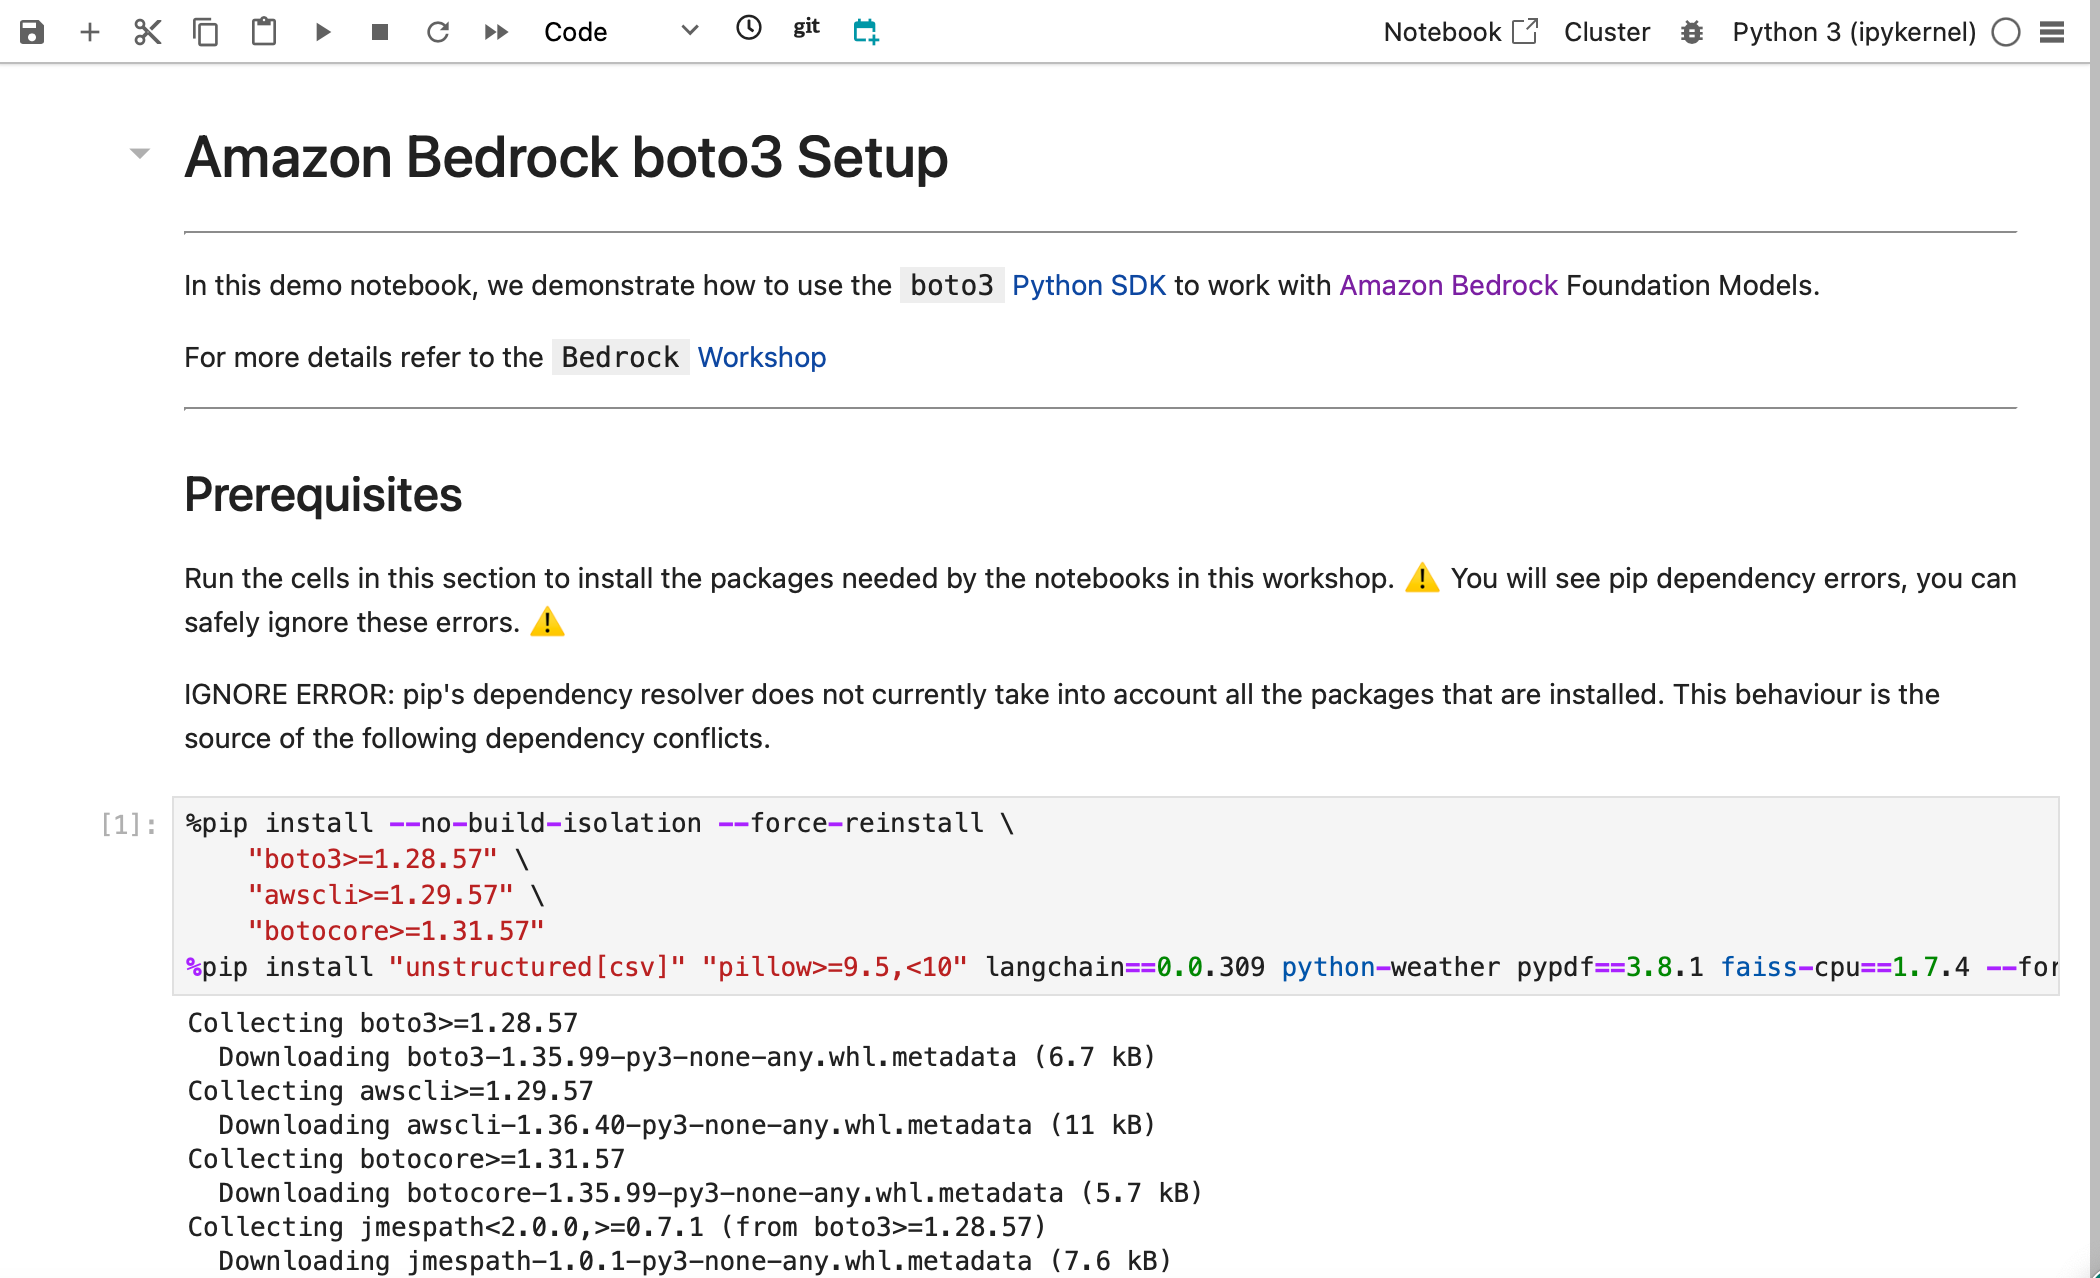 Code git Notebook Cluster Python 3 (ipykernel)
Amazon Bedrock boto3 Setup
In this demo notebook, we demonstrate how to use the boto3 Python SDK to work with Amazon Bedrock Foundation Models.
For more details refer to the Bedrock Workshop
Prerequisites
Run the cells in this section to install the packages needed by the notebooks in this workshop. ⚠️ You will see pip dependency errors, you can
safely ignore these errors. ⚠️
IGNORE ERROR: pip's dependency resolver does not currently take into account all the packages that are installed. This behaviour is the
source of the following dependency conflicts.
[1]: %pip install --no-build-isolation --force-reinstall \
"boto3>=1.28.57" \
"awscli>=1.29.57" \
"botocore>=1.31.57"
%pip install "unstructured[csv]" "pillow>=9.5,<10" langchain==0.0.309 python-weather pypdf==3.8.1 faiss-cpu==1.7.4 --for
Collecting boto3>=1.28.57
Downloading boto3-1.35.99-py3-none-any.whl.metadata (6.7 kB)
Collecting awscli>=1.29.57
Downloading awscli-1.36.40-py3-none-any.whl.metadata (11 kB)
Collecting botocore>=1.31.57
Downloading botocore-1.35.99-py3-none-any.whl.metadata (5.7 kB)
Collecting jmespath<2.0.0,>=0.7.1 (from boto3>=1.28.57)
Downloading jmespath-1.0.1-py3-none-any.whl.metadata (7.6 kB)